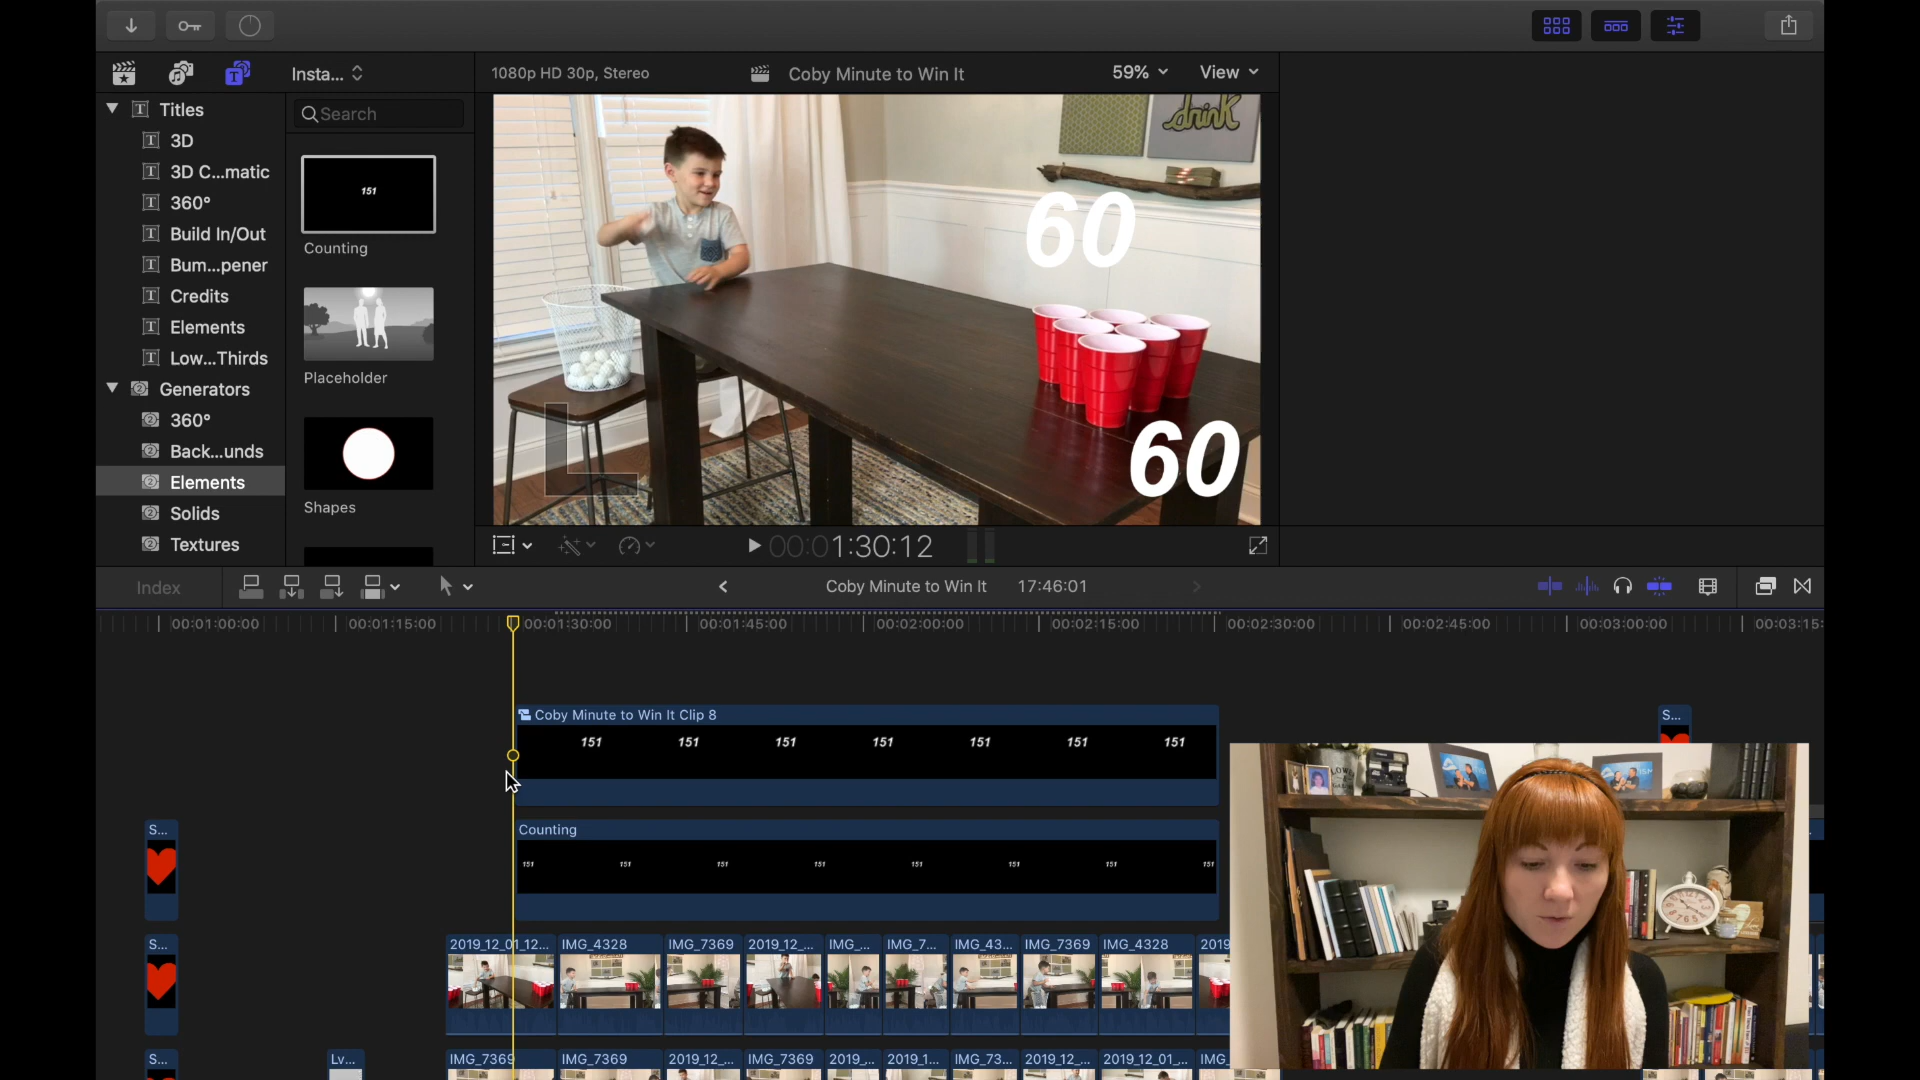 Insta...
1080p HD 30p, Stereo
Coby Minute to Win It
59%
View
Titles
3D
3D C...matic
360°
Build In/Out
Bum...pener
Credits
Elements
Low...Thirds
Generators
360°
Back...unds
Elements
Solids
Textures
Search
151
Counting
Placeholder
Shapes
drink
60
60
00:01:30:12
Index
Coby Minute to Win It
17:46:01
00:01:00:00
00:01:15:00
00:01:30:00
00:01:45:00
00:02:00:00
00:02:15:00
00:02:30:00
00:02:45:00
00:03:00:00
00:03:15:
Coby Minute to Win It Clip 8
S...
151 151 151 151 151 151 151
S...
Counting
151 151 151 151 151 151 151 151
S...
2019_12_01_12...
IMG_4328
IMG_7369
2019_12_...
IMG_...
IMG_7...
IMG_43...
IMG_7369
IMG_4328
2019
S...
Lv...
IMG_7369
IMG_7369
2019_12_...
IMG_7369
2019_...
2019_1...
IMG_73...
2019_12_...
2019_12_01_...
IMG